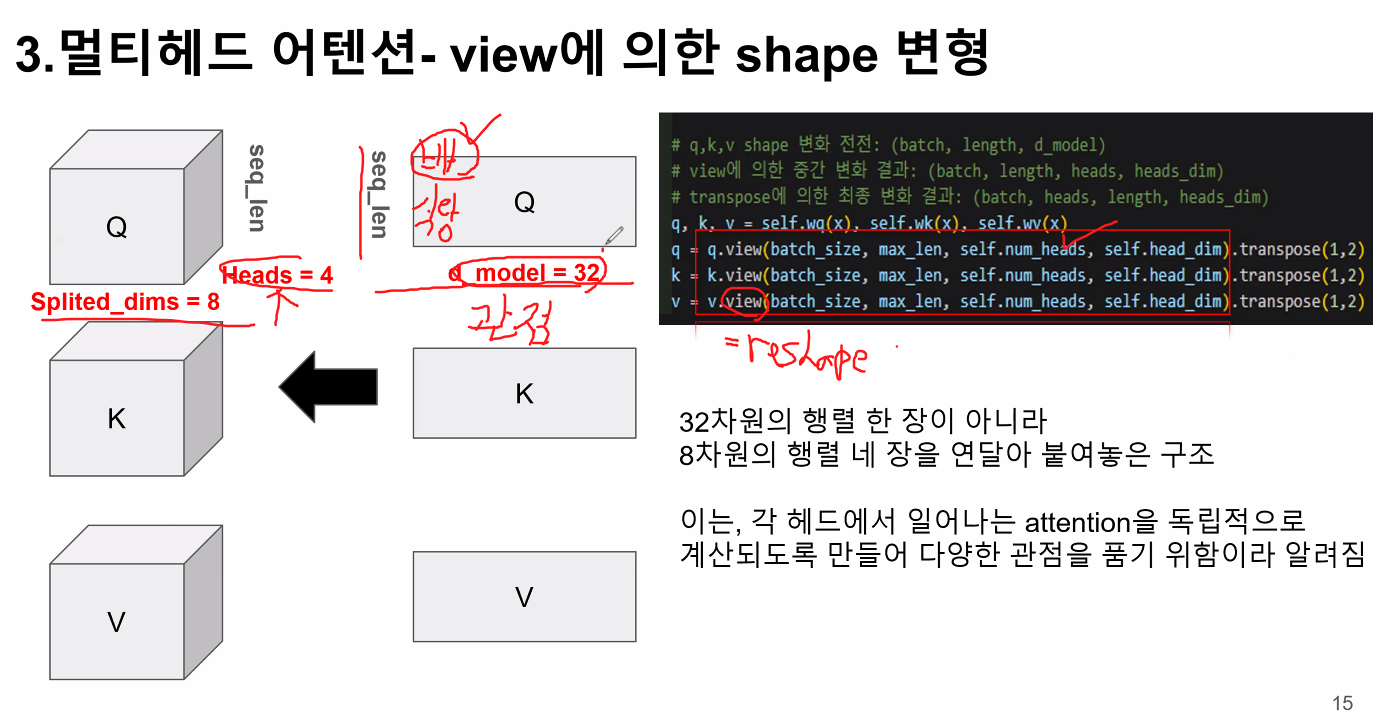 3.멀티헤드 어텐션- view에 의한 shape 변형
Q
seq_len
Heads = 4
Splited_dims = 8
K
V
seq_len
Q
식량
d_model = 32
관점
K
V
# q,k,v shape 변화 전전: (batch, length, d_model)
# view에 의한 중간 변화 결과: (batch, length, heads, heads_dim)
# transpose에 의한 최종 변화 결과: (batch, heads, length, heads_dim)
q, k, v = self.wq(x), self.wk(x), self.wv(x)
q = q.view(batch_size, max_len, self.num_heads, self.head_dim).transpose(1,2)
k = k.view(batch_size, max_len, self.num_heads, self.head_dim).transpose(1,2)
v = v.view(batch_size, max_len, self.num_heads, self.head_dim).transpose(1,2)
= reshape
32차원의 행렬 한 장이 아니라
8차원의 행렬 네 장을 연달아 붙여놓은 구조
이는, 각 헤드에서 일어나는 attention을 독립적으로
계산되도록 만들어 다양한 관점을 품기 위함이라 알려짐
15